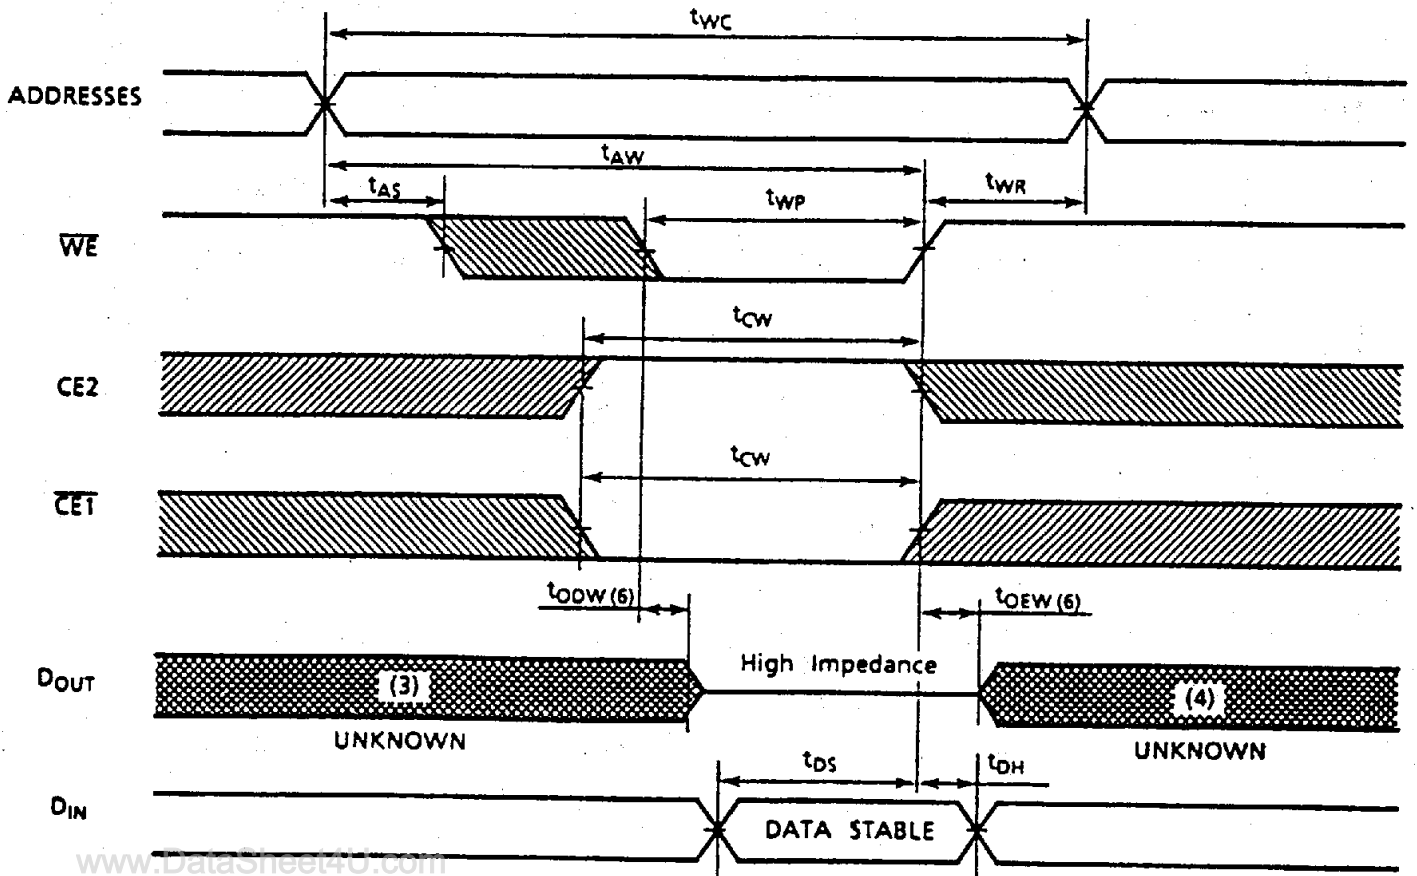 tWC
ADDRESSES
tAW
tAS
tWP
tWR
WE
tCW
CE2
tCW
CE1
tODW (6)
tOEW (6)
DOUT
(3)
High Impedance
(4)
UNKNOWN
UNKNOWN
tDS
tDH
DIN
DATA STABLE
www.DataSheet4U.com